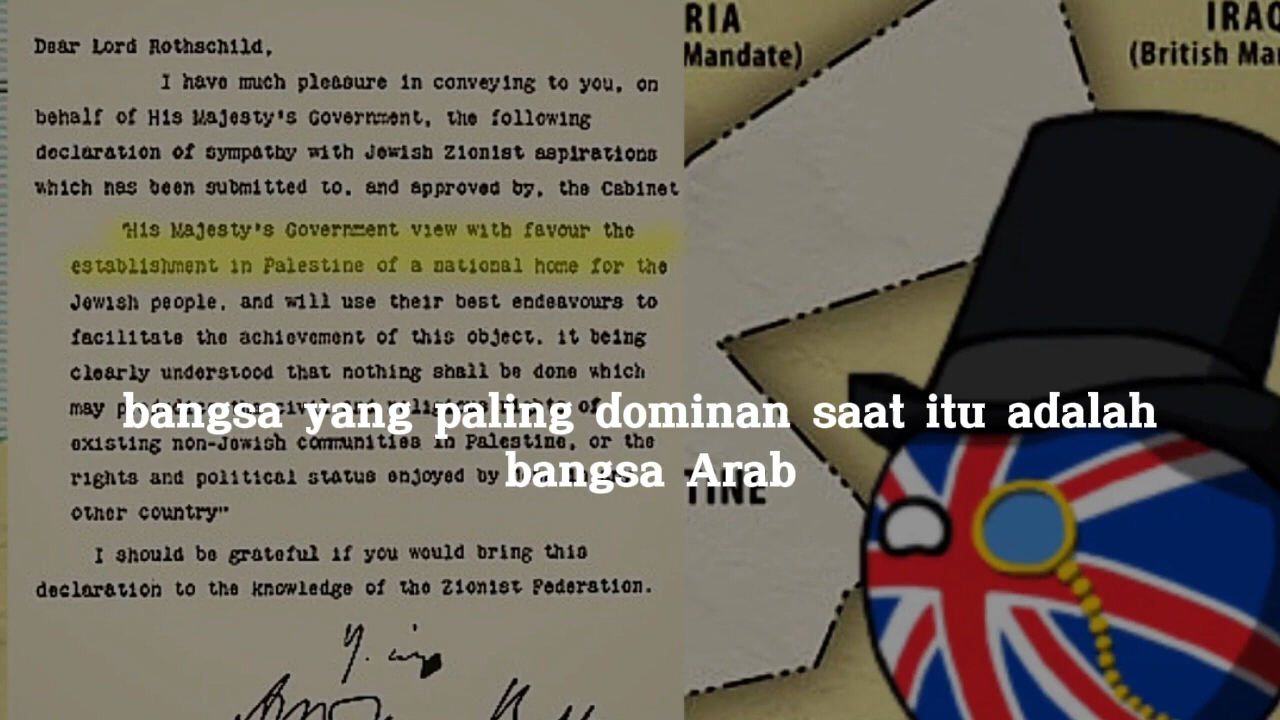 Dear Lord Rothschild,
I have much pleasure in conveying to you, on
behalf of His Majesty's Government, the following
declaration of sympathy with Jewish Zionist aspirations
which has been submitted to, and approved by, the Cabinet
'His Majesty's Government view with favour the
establishment in Palestine of a national home for the
Jewish people, and will use their best endeavours to
facilitate the achievement of this object, it being
clearly understood that nothing shall be done which
may of
existing non-Jewish communities in Palestine, or the
rights and political status enjoyed by
other country"
I should be grateful if you would bring this
declaration to the knowledge of the Zionist Federation.
RIA
Mandate)
IRAQ
(British Ma
TINE
bangsa yang paling dominan saat itu adalah
bangsa Arab